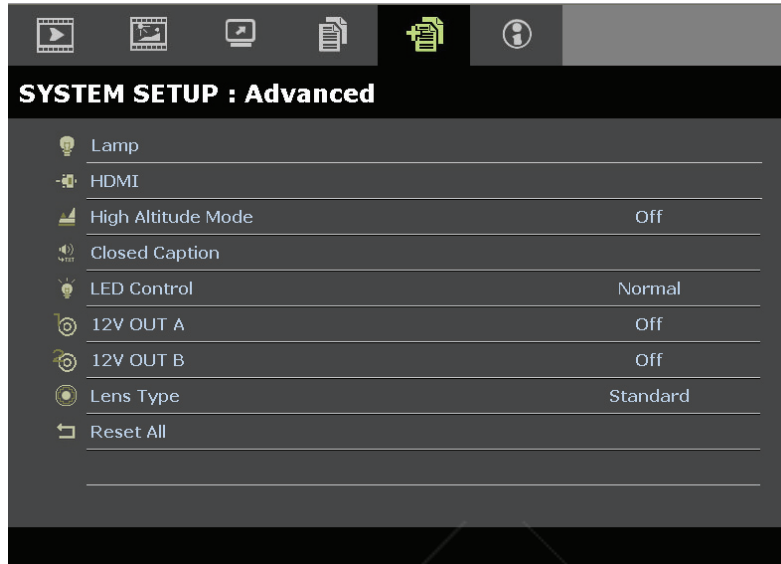 SYSTEM SETUP : Advanced
Lamp
HDMI
High Altitude Mode Off
Closed Caption
LED Control Normal
12V OUT A Off
12V OUT B Off
Lens Type Standard
Reset All